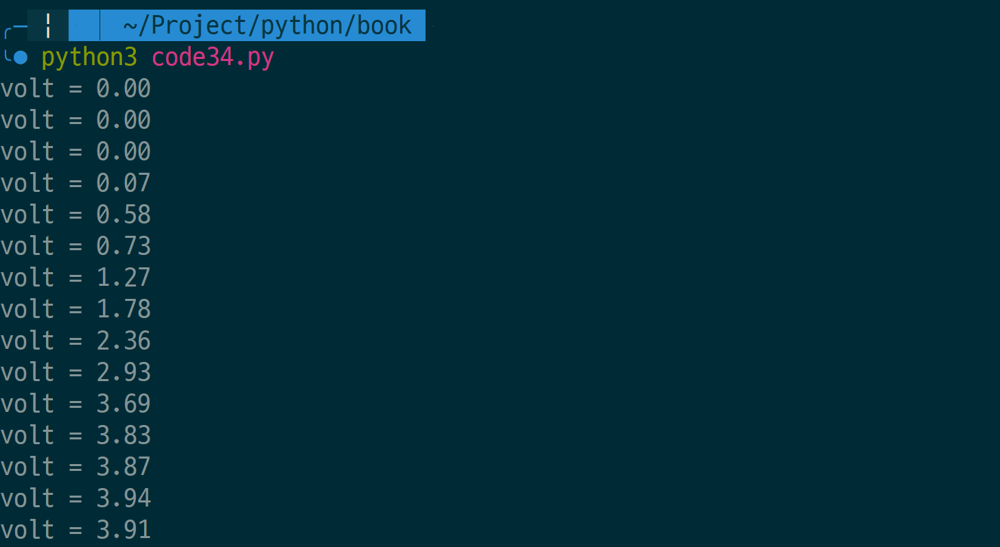 ~/Project/python/book
python3 code34.py
volt = 0.00
volt = 0.00
volt = 0.00
volt = 0.07
volt = 0.58
volt = 0.73
volt = 1.27
volt = 1.78
volt = 2.36
volt = 2.93
volt = 3.69
volt = 3.83
volt = 3.87
volt = 3.94
volt = 3.91